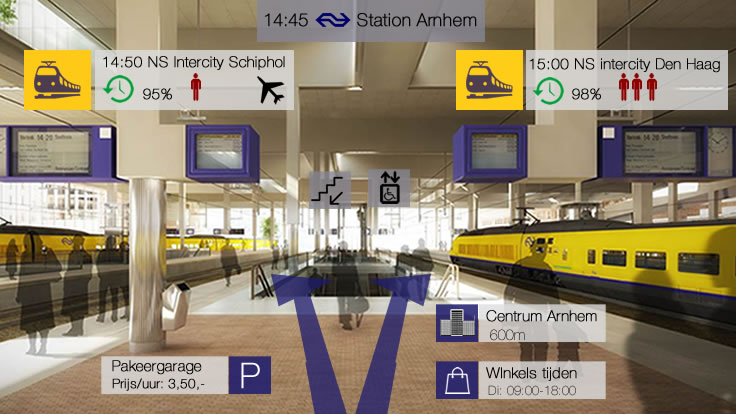 14:45 Station Arnhem
14:50 NS Intercity Schiphol
95%
15:00 NS intercity Den Haag
98%
Centrum Arnhem
600m
Pakeergarage
Prijs/uur: 3,50,-
P
WInkels tijden
Di: 09:00-18:00